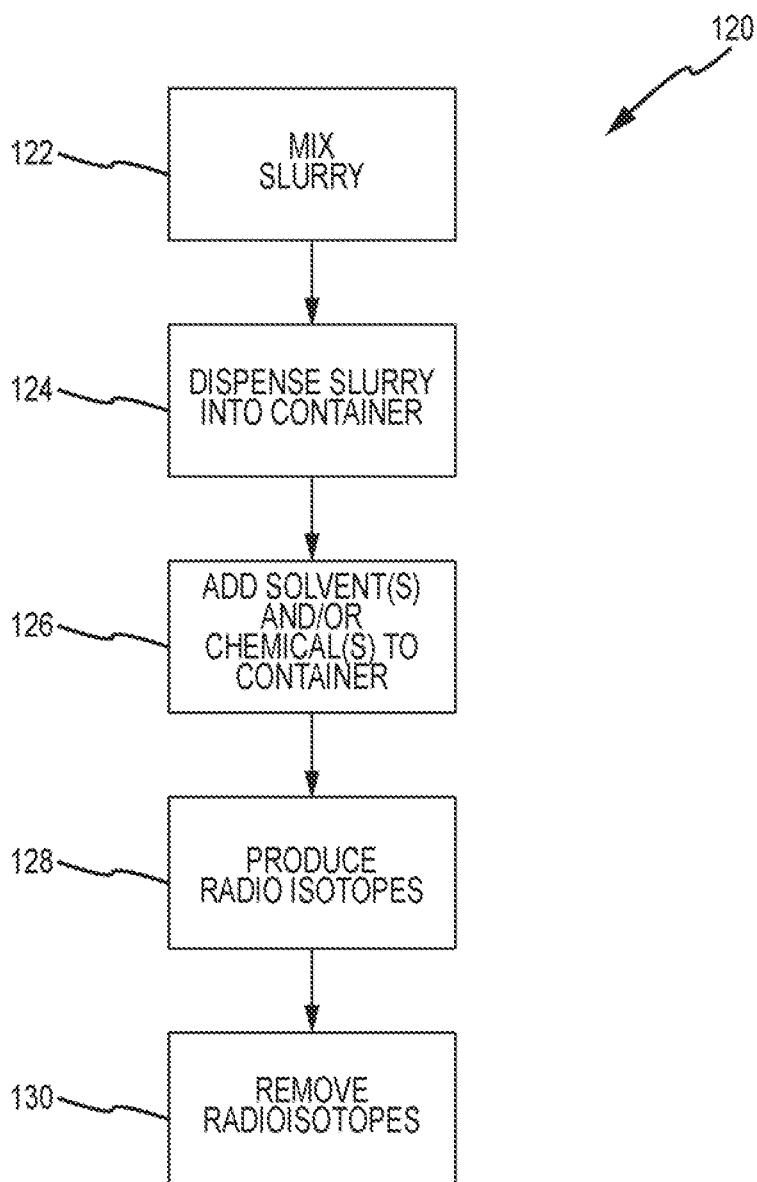 120
122
MIX
SLURRY
124
DISPENSE SLURRY
INTO CONTAINER
126
ADD SOLVENT(S)
AND/OR
CHEMICAL(S) TO
CONTAINER
128
PRODUCE
RADIO ISOTOPES
130
REMOVE
RADIOISOTOPES